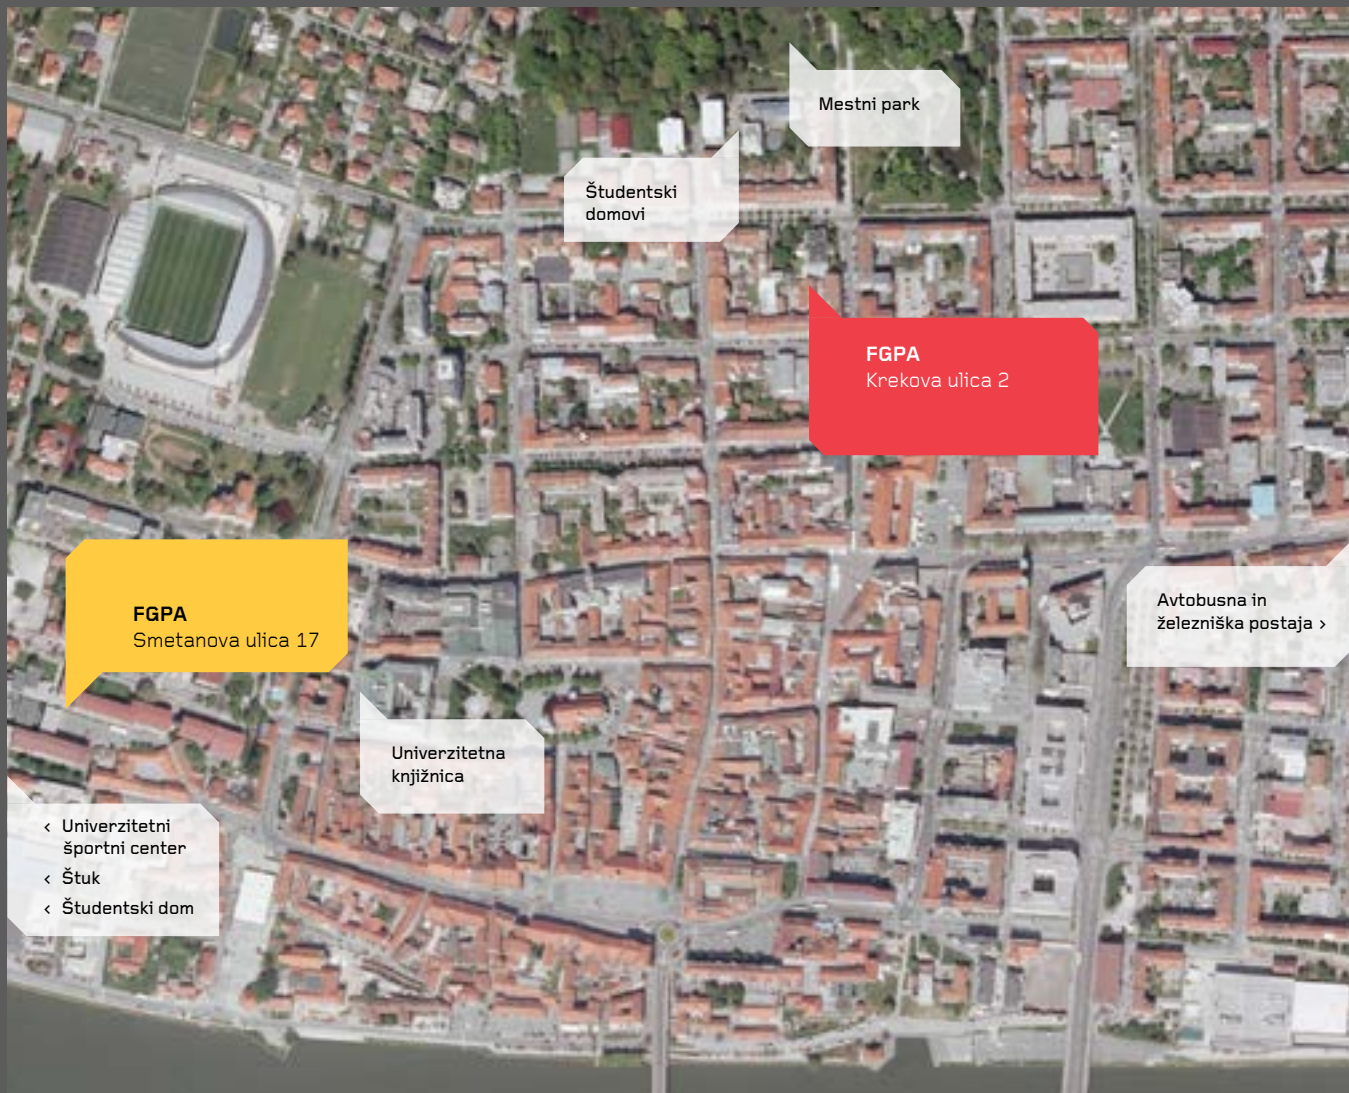 Mestni park
Študentski
domovi
FGPA
Krekova ulica 2
FGPA
Smetanova ulica 17
Avtobusna in
železniška postaja ›
Univerzitetna
knjižnica
‹ Univerzitetni
športni center
‹ Štuk
‹ Študentski dom